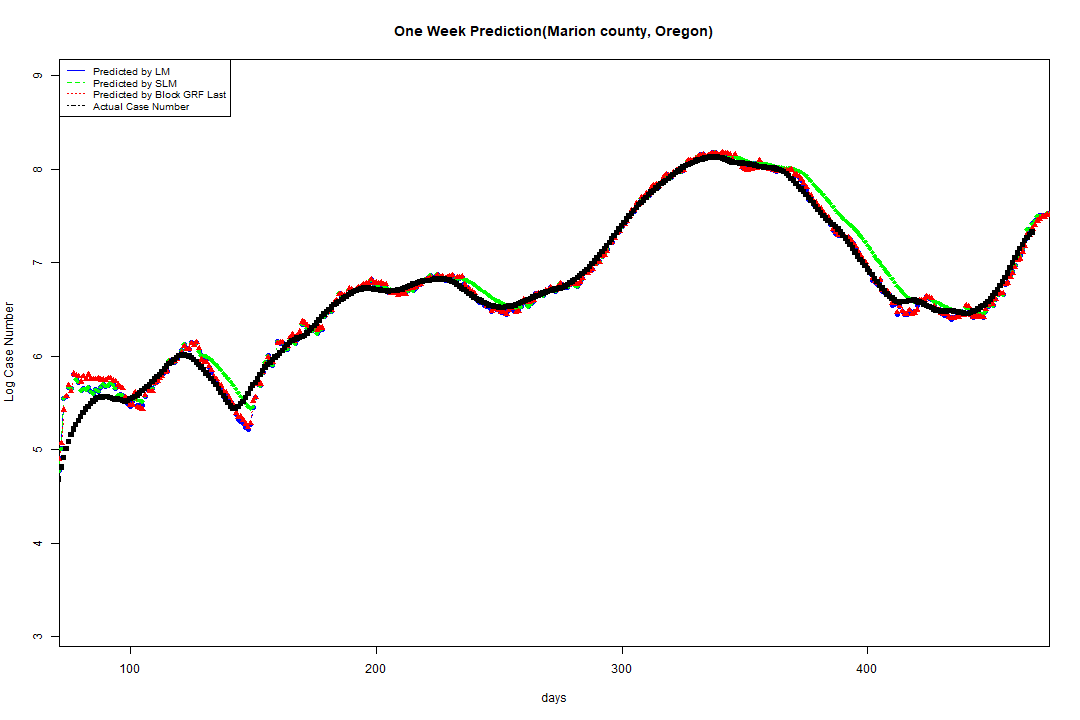 One Week Prediction(Marion county, Oregon)
Predicted by LM
Predicted by SLM
Predicted by Block GRF Last
Actual Case Number
9
8
7
6
5
4
3
Log Case Number
100 200 300 400
days